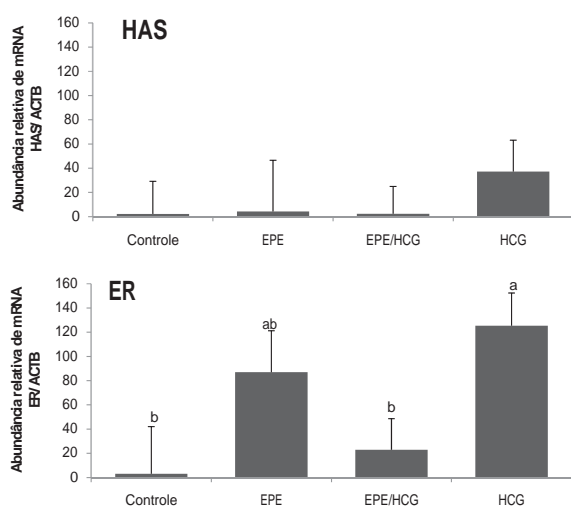 HAS
Abundância relativa de mRNA
HAS/ ACTB
160
140
120
100
80
60
40
20
0
Controle EPE EPE/HCG HCG
ER
Abundância relativa de mRNA
ER/ ACTB
160
140
120
100
80
60
40
20
0
b ab b a
Controle EPE EPE/HCG HCG